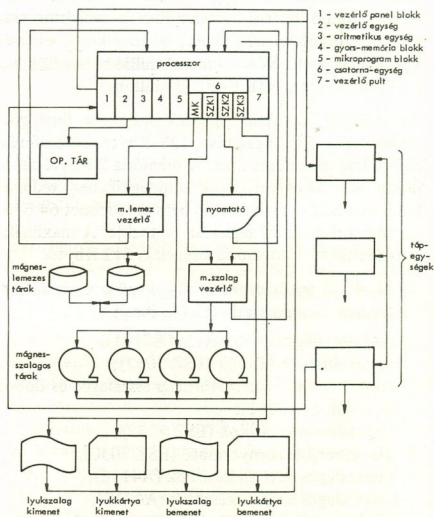 1 - vezérlő panel blokk
2 - vezérlő egység
3 - aritmetikus egység
4 - gyors-memória blokk
5 - mikroprogram blokk
6 - csatorna-egység
7 - vezérlő pult
processzor
1 2 3 4 5 6 7
MK SZK1 SZK2 SZK3
OP. TÁR
m.lemez
vezérlő
nyomtató
mágnes-
lemezes
tárak
m.szalag
vezérlő
táp-
egy-
ségek
mágnes-
szalagos
tárak
lyukszalag
kimenet
lyukkártya
kimenet
lyukszalag
bemenet
lyukkártya
bemenet